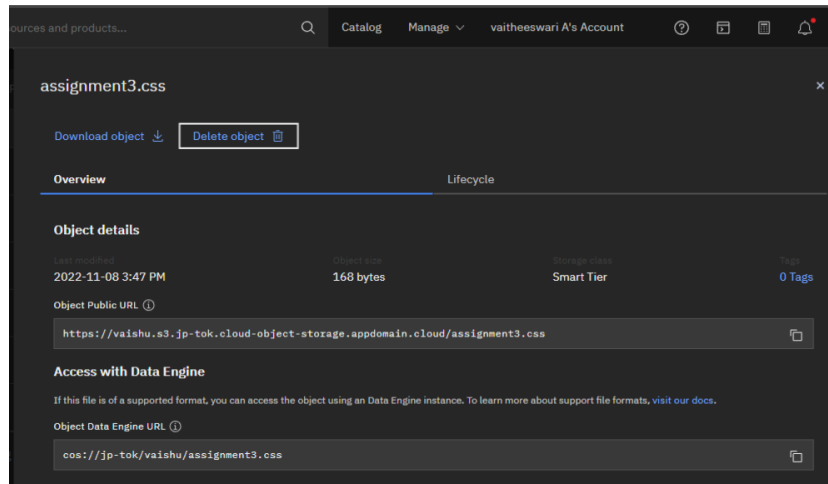 ources and products... Catalog Manage vaitheeswari A's Account
assignment3.css
Download object Delete object
Overview Lifecycle
Object details
Last modified Object size Storage class Tags
2022-11-08 3:47 PM 168 bytes Smart Tier 0 Tags
Object Public URL
https://vaishu.s3.jp-tok.cloud-object-storage.appdomain.cloud/assignment3.css
Access with Data Engine
If this file is of a supported format, you can access the object using an Data Engine instance. To learn more about support file formats, visit our docs.
Object Data Engine URL
cos://jp-tok/vaishu/assignment3.css